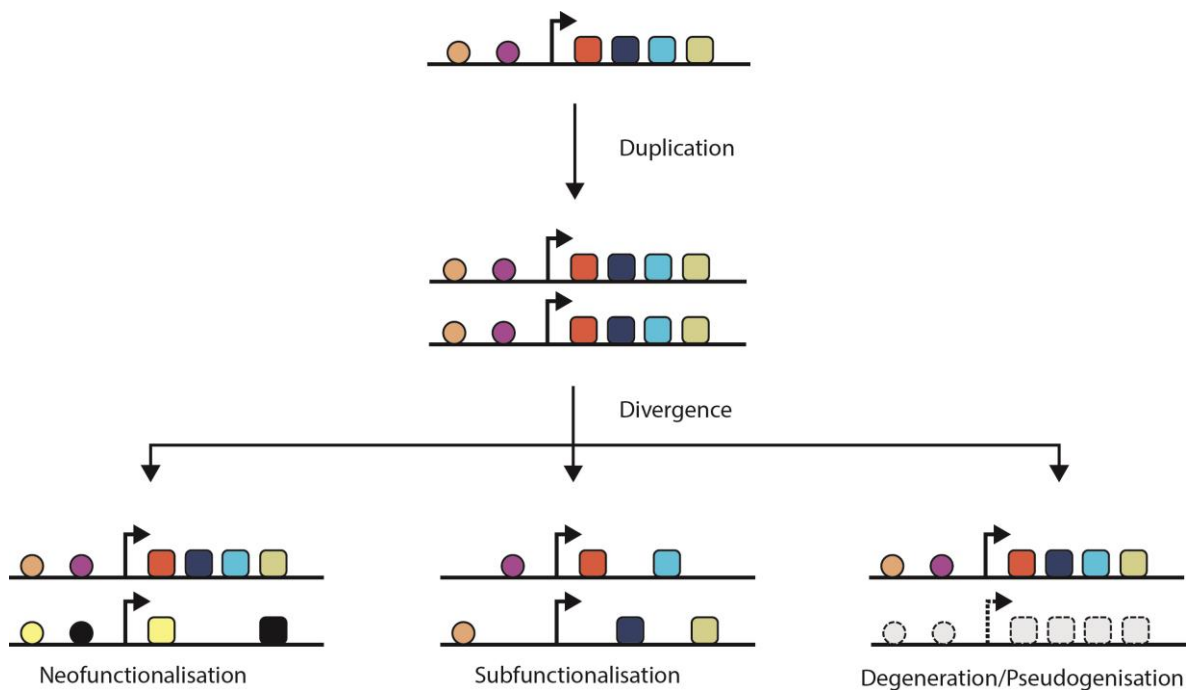 Duplication
Divergence
Neofunctionalisation
Subfunctionalisation
Degeneration/Pseudogenisation